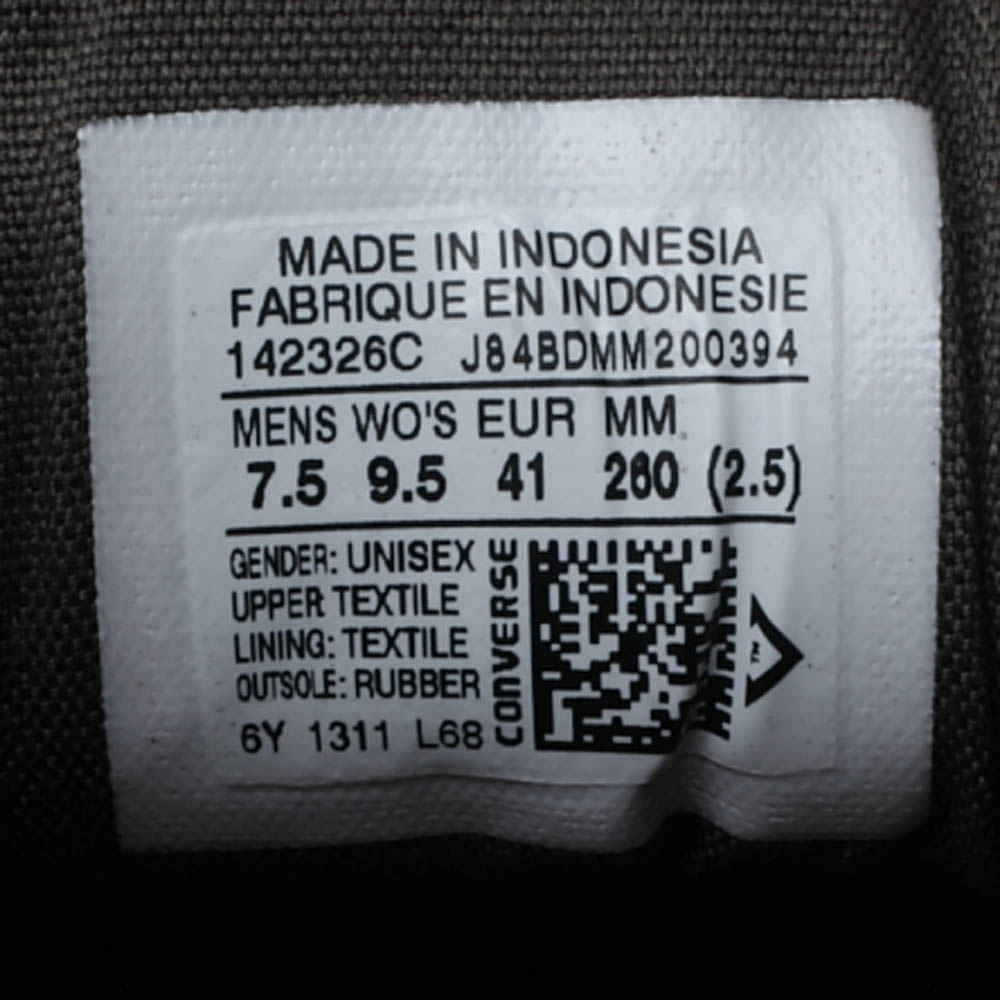 MADE IN INDONESIA
FABRIQUE EN INDONESIE
142326C J84BDMM200394
MENS WO'S EUR MM
7.5 9.5 41 260 (2.5)
GENDER: UNISEX
UPPER TEXTILE
LINING: TEXTILE
OUTSOLE: RUBBER
6Y 1311 L68
CONVERSE
TM